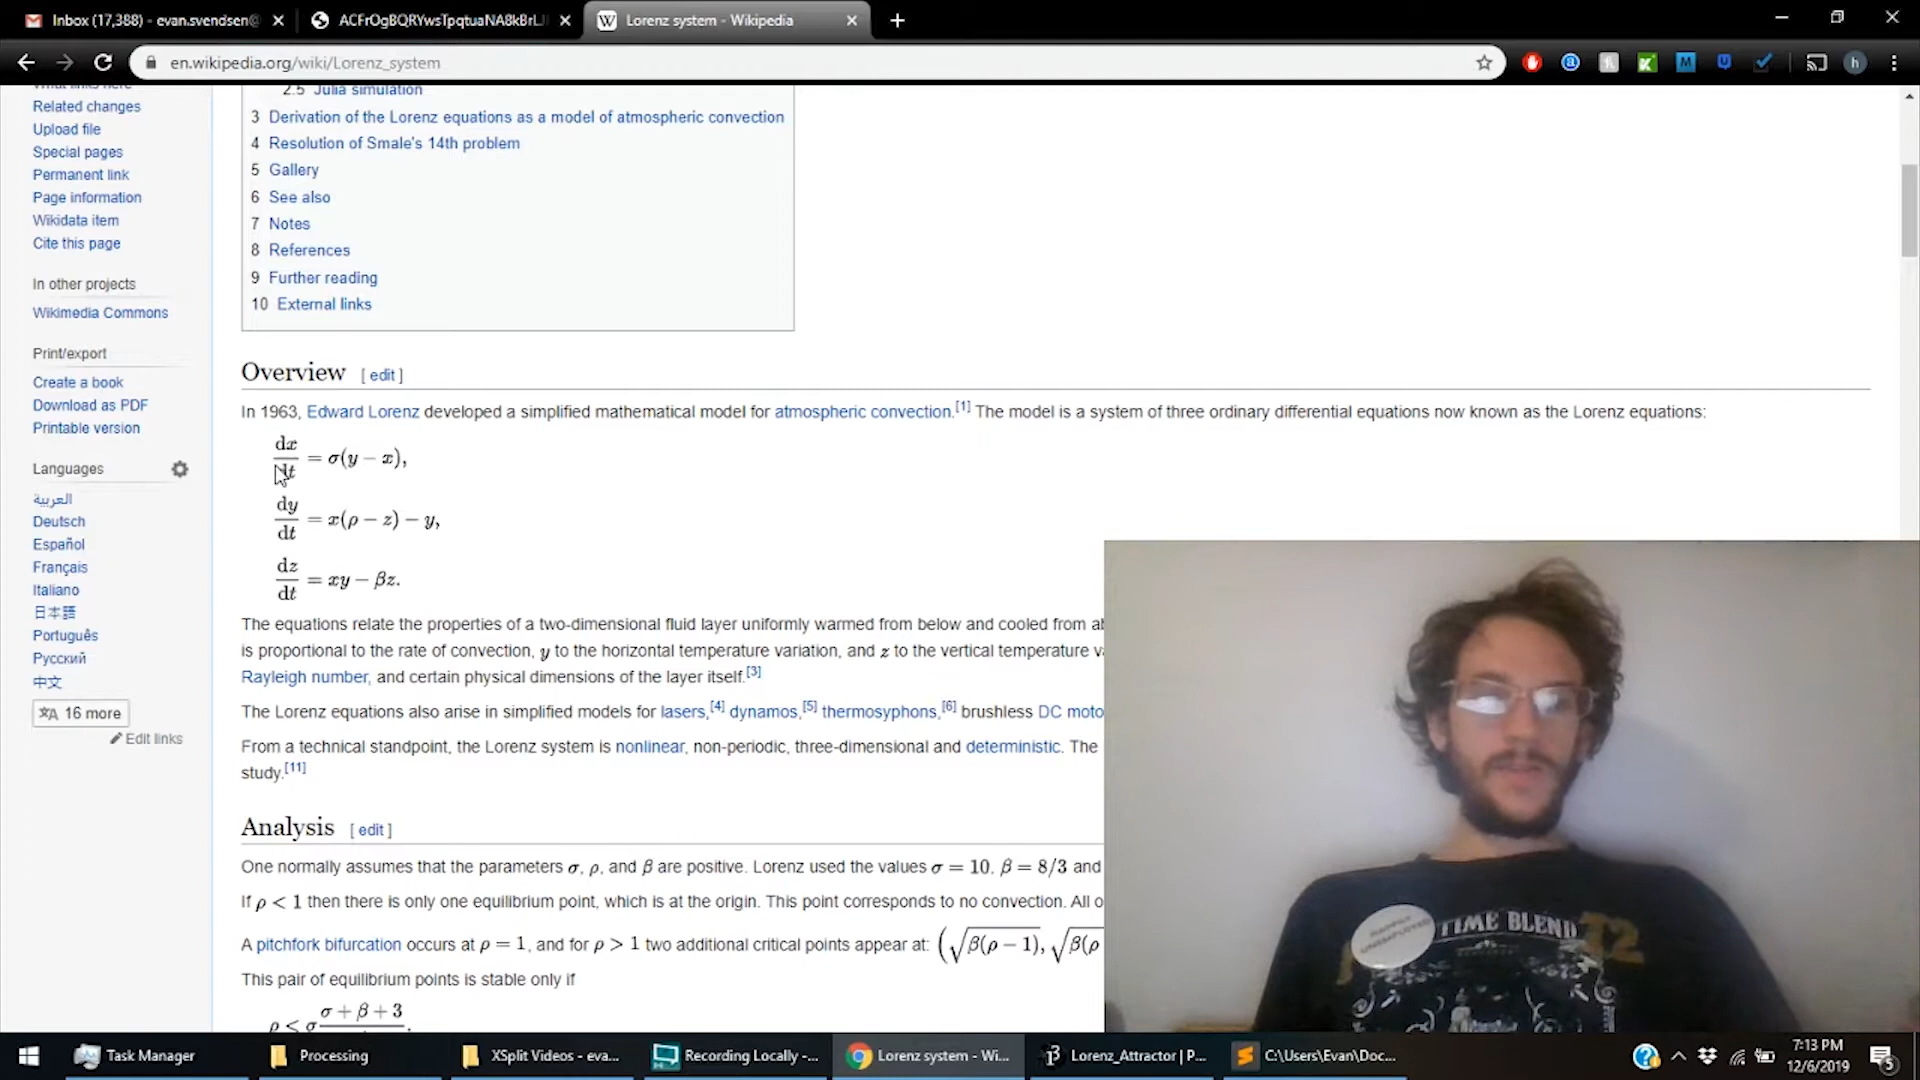 Inbox (17,388) - evan.svendsen@
ACFrOgBQRYwsTpqtuaNA8kBrLJ
Lorenz system - Wikipedia
en.wikipedia.org/wiki/Lorenz_system
What links here
Related changes
Upload file
Special pages
Permanent link
Page information
Wikidata item
Cite this page
In other projects
Wikimedia Commons
Print/export
Create a book
Download as PDF
Printable version
Languages
العربية
Deutsch
Español
Français
Italiano
日本語
Português
Русский
中文
16 more
Edit links
2.5 Julia simulation
3 Derivation of the Lorenz equations as a model of atmospheric convection
4 Resolution of Smale's 14th problem
5 Gallery
6 See also
7 Notes
8 References
9 Further reading
10 External links
Overview [ edit ]
In 1963, Edward Lorenz developed a simplified mathematical model for atmospheric convection.[1] The model is a system of three ordinary differential equations now known as the Lorenz equations:
dx/dt = σ(y − x),
dy/dt = x(ρ − z) − y,
dz/dt = xy − βz.
The equations relate the properties of a two-dimensional fluid layer uniformly warmed from below and cooled from ab
is proportional to the rate of convection, y to the horizontal temperature variation, and z to the vertical temperature va
Rayleigh number, and certain physical dimensions of the layer itself.[3]
The Lorenz equations also arise in simplified models for lasers,[4] dynamos,[5] thermosyphons,[6] brushless DC moto
From a technical standpoint, the Lorenz system is nonlinear, non-periodic, three-dimensional and deterministic. The
study.[11]
Analysis [ edit ]
One normally assumes that the parameters σ, ρ, and β are positive. Lorenz used the values σ = 10, β = 8/3 and
If ρ < 1 then there is only one equilibrium point, which is at the origin. This point corresponds to no convection. All o
A pitchfork bifurcation occurs at ρ = 1, and for ρ > 1 two additional critical points appear at: (√β(ρ − 1), √β(ρ
This pair of equilibrium points is stable only if
ρ < σ σ + β + 3
HAPPILY
UNEMPLOYED
TIME BLEND
Task Manager
Processing
XSplit Videos - eva...
Recording Locally -...
Lorenz system - Wi...
Lorenz_Attractor | P...
C:\Users\Evan\Doc...
7:13 PM
12/6/2019
5